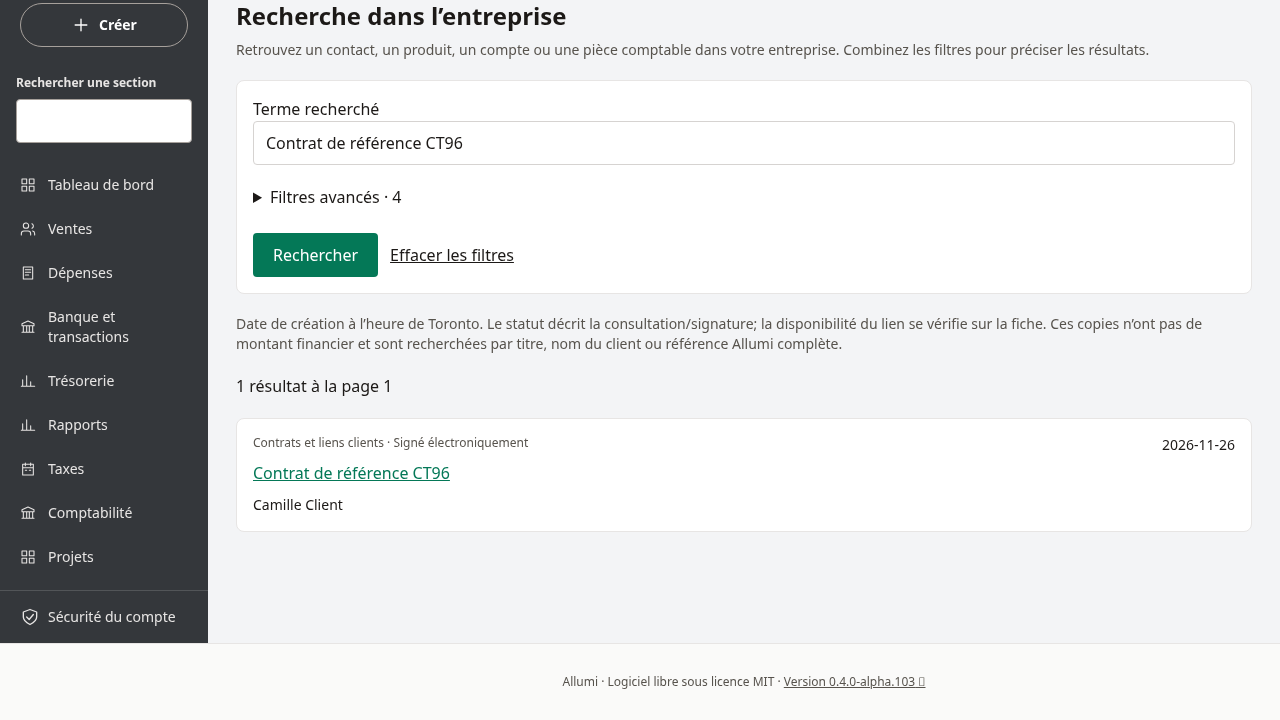 Créer
Rechercher une section
Tableau de bord
Ventes
Dépenses
Banque et
transactions
Trésorerie
Rapports
Taxes
Comptabilité
Projets
Sécurité du compte
Recherche dans l’entreprise
Retrouvez un contact, un produit, un compte ou une pièce comptable dans votre entreprise. Combinez les filtres pour préciser les résultats.
Terme recherché
Contrat de référence CT96
Filtres avancés · 4
Rechercher Effacer les filtres
Date de création à l’heure de Toronto. Le statut décrit la consultation/signature; la disponibilité du lien se vérifie sur la fiche. Ces copies n’ont pas de
montant financier et sont recherchées par titre, nom du client ou référence Allumi complète.
1 résultat à la page 1
Contrats et liens clients · Signé électroniquement
2026-11-26
Contrat de référence CT96
Camille Client
Allumi · Logiciel libre sous licence MIT · Version 0.4.0-alpha.103